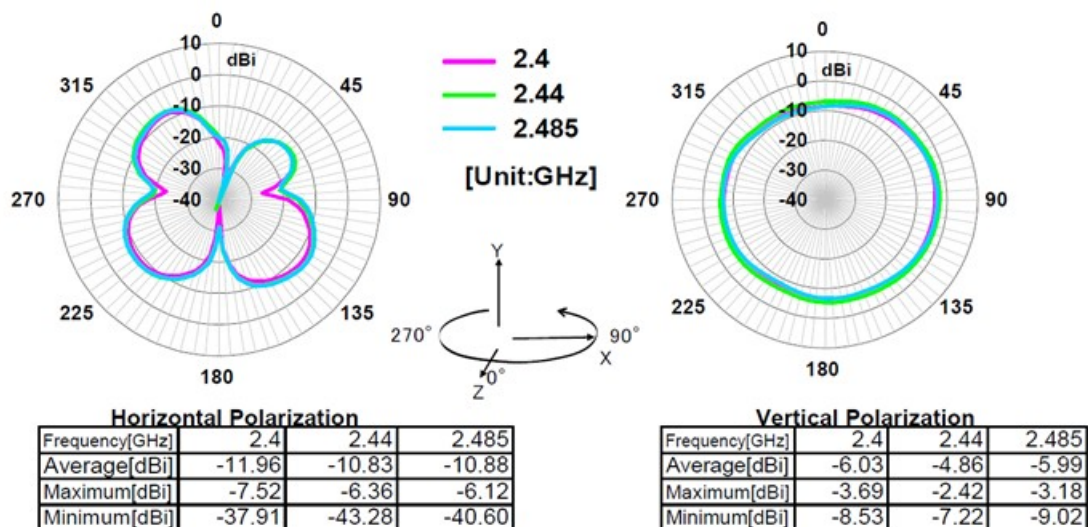 0
10
dBi
0
-10
-20
-30
-40
315
45
270
90
225
135
180
2.4
2.44
2.485
[Unit:GHz]
Y
270°
90°
X
Z
0°
0
10
dBi
0
-10
-20
-30
-40
315
45
270
90
225
135
180
Horizontal Polarization
Frequency[GHz] 2.4 2.44 2.485
Average[dBi] -11.96 -10.83 -10.88
Maximum[dBi] -7.52 -6.36 -6.12
Minimum[dBi] -37.91 -43.28 -40.60
Vertical Polarization
Frequency[GHz] 2.4 2.44 2.485
Average[dBi] -6.03 -4.86 -5.99
Maximum[dBi] -3.69 -2.42 -3.18
Minimum[dBi] -8.53 -7.22 -9.02